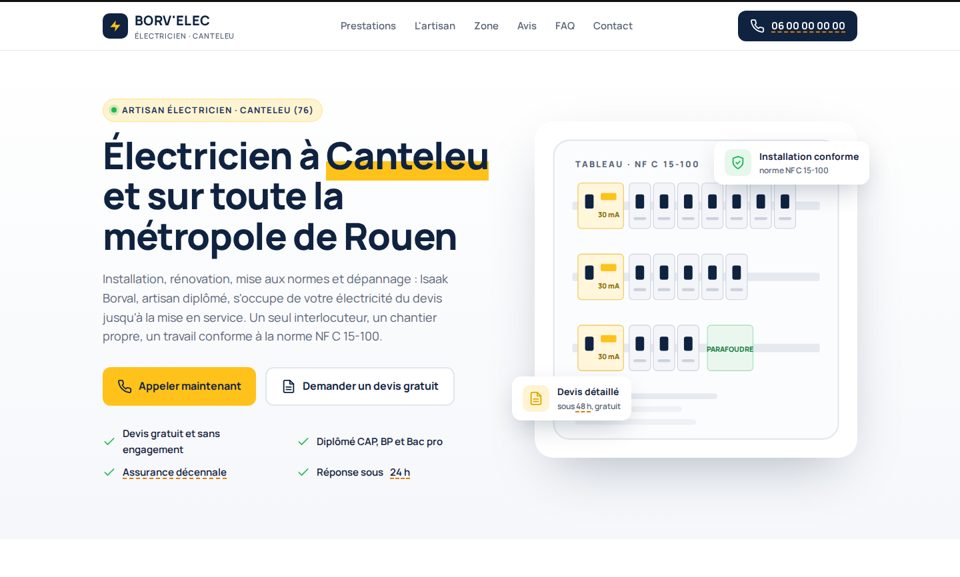 BORV'ELEC
ÉLECTRICIEN · CANTELEU
Prestations L'artisan Zone Avis FAQ Contact
06 00 00 00 00
ARTISAN ÉLECTRICIEN · CANTELEU (76)
Électricien à Canteleu
et sur toute la
métropole de Rouen
Installation, rénovation, mise aux normes et dépannage : Isaak
Borval, artisan diplômé, s'occupe de votre électricité du devis
jusqu'à la mise en service. Un seul interlocuteur, un chantier
propre, un travail conforme à la norme NF C 15-100.
Appeler maintenant
Demander un devis gratuit
Devis gratuit et sans
engagement
Diplômé CAP, BP et Bac pro
Assurance décennale
Réponse sous 24 h
TABLEAU · NF C 15-100
Installation conforme
norme NF C 15-100
30 mA
30 mA
30 mA
PARAFOUDRE
Devis détaillé
sous 48 h, gratuit